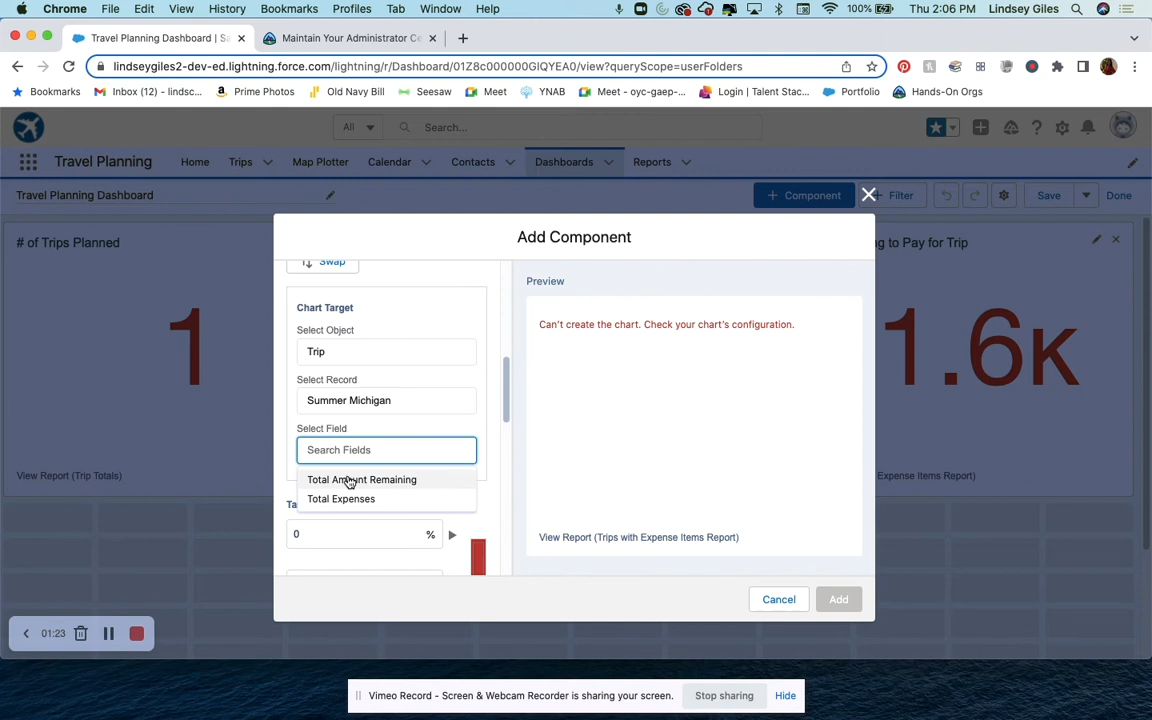 Chrome File Edit View History Bookmarks Profiles Tab Window Help 100% Thu 2:06 PM Lindsey Giles
Travel Planning Dashboard | Sa Maintain Your Administrator Ce
lindseygiles2-dev-ed.lightning.force.com/lightning/r/Dashboard/01Z8c000000GIQYEA0/view?queryScope=userFolders
Bookmarks Inbox (12) - lindsc... Prime Photos Old Navy Bill Seesaw Meet YNAB Meet - oyc-gaep-... Login | Talent Stac... Portfolio Hands-On Orgs
All Search...
Travel Planning Home Trips Map Plotter Calendar Contacts Dashboards Reports
Travel Planning Dashboard + Component Filter Save Done
Add Component
# of Trips Planned
g to Pay for Trip
Swap
Preview
Chart Target
Can't create the chart. Check your chart's configuration.
Select Object
Trip
1
1.6K
Select Record
Summer Michigan
Select Field
Search Fields
Total Amount Remaining
Total Expenses
View Report (Trip Totals)
Expense Items Report)
Ta
0 %
View Report (Trips with Expense Items Report)
Cancel Add
01:23
Vimeo Record - Screen & Webcam Recorder is sharing your screen. Stop sharing Hide